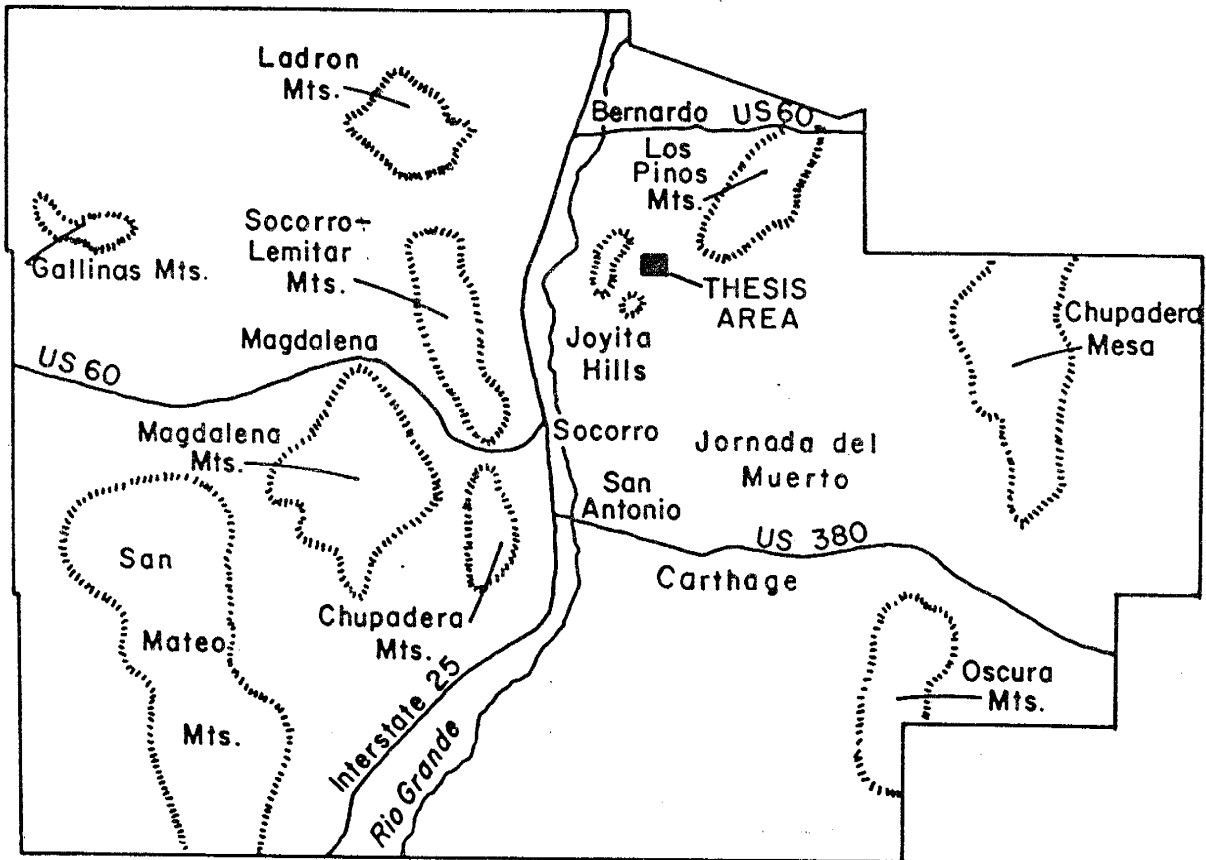 Ladron
Mts.
Bernardo
US 60
Los
Pinos
Mts.
Socorro-
Lemitar
Mts.
Gallinas Mts.
THESIS
AREA
Chupadera
Mesa
Joyita
Hills
Magdalena
US 60
Magdalena
Mts.
Socorro
Jornada del
Muerto
San
Antonio
US 380
Carthage
San
Mateo
Mts.
Chupadera
Mts.
Interstate 25
Rio Grande
Oscura
Mts.